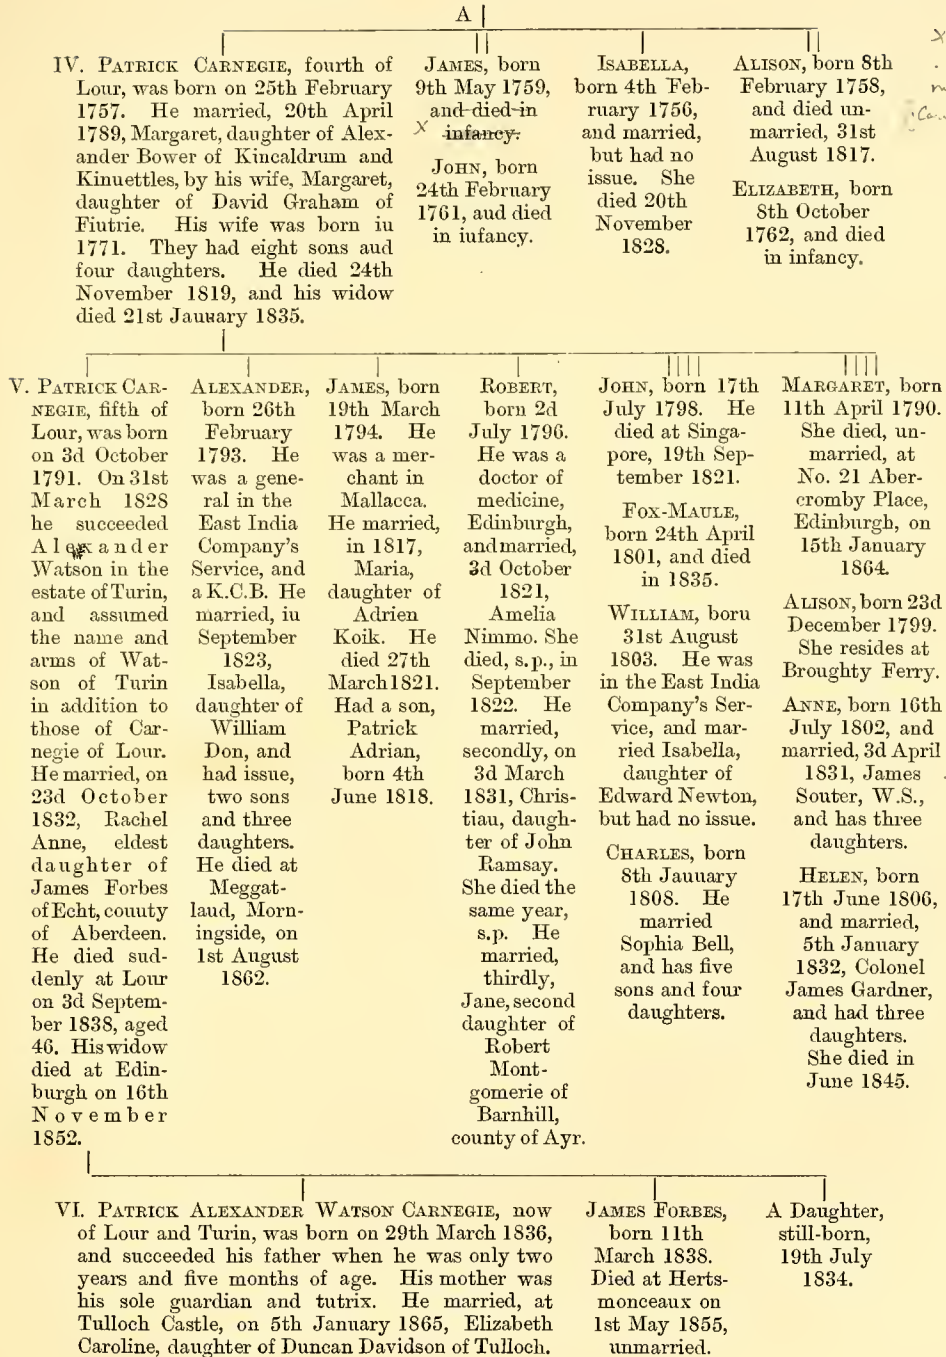 A
IV. PATRICK CARNEGIE, fourth of
Lour, was born on 25th February
1757. He married, 20th April
1789, Margaret, daughter of Alex-
ander Bower of Kincaldrum and
Kinuettles, by his wife, Margaret,
daughter of David Graham of
Fiutrie. His wife was born iu
1771. They had eight sons aud
four daughters. He died 24th
November 1819, and his widow
died 21st Jauuary 1835.
JAMES, born
9th May 1759,
and died in
x infancy.
JOHN, born
24th February
1761, aud died
in iufancy.
ISABELLA,
born 4th Feb-
ruary 1756,
and married,
but had no
issue. She
died 20th
November
1828.
ALISON, born 8th
February 1758,
and died un-
married, 31st
August 1817.
ELIZABETH, born
8th October
1762, and died
in infancy.
V. PATRICK CAR-
NEGIE, fifth of
Lour, was born
on 3d October
1791. On 31st
March 1828
he succeeded
Alexander
Watson in the
estate of Turin,
and assumed
the name and
arms of Wat-
son of Turin
in addition to
those of Car-
negie of Lour.
He married, on
23d October
1832, Rachel
Anne, eldest
daughter of
James Forbes
of Echt, couuty
of Aberdeen.
He died sud-
denly at Lour
on 3d Septem-
ber 1838, aged
46. His widow
died at Edin-
burgh on 16th
November
1852.
ALEXANDER,
born 26th
February
1793. He
was a gene-
ral in the
East India
Company's
Service, and
a K.C.B. He
married, iu
September
1823,
Isabella,
daughter of
William
Don, and
had issue,
two sons
and three
daughters.
He died at
Meggat-
laud, Morn-
ingside, on
1st August
1862.
JAMES, born
19th March
1794. He
was a mer-
chant in
Mallacca.
He married,
in 1817,
Maria,
daughter of
Adrien
Koik. He
died 27th
March 1821.
Had a son,
Patrick
Adrian,
born 4th
June 1818.
ROBERT,
born 2d
July 1796.
He was a
doctor of
medicine,
Edinburgh,
and married,
3d October
1821,
Amelia
Nimmo. She
died, s.p., in
September
1822. He
married,
secondly, on
3d March
1831, Chris-
tiau, daugh-
ter of John
Ramsay.
She died the
same year,
s.p. He
married,
thirdly,
Jane, second
daughter of
Robert
Mont-
gomerie of
Barnhill,
county of Ayr.
JOHN, born 17th
July 1798. He
died at Singa-
pore, 19th Sep-
tember 1821.
FOX-MAULE,
born 24th April
1801, and died
in 1835.
WILLIAM, boru
31st August
1803. He was
in the East India
Company's Ser-
vice, and mar-
ried Isabella,
daughter of
Edward Newton,
but had no issue.
CHARLES, born
8th Jauuary
1808. He
married
Sophia Bell,
and has five
sons and four
daughters.
MARGARET, born
11th April 1790.
She died, un-
married, at
No. 21 Aber-
cromby Place,
Edinburgh, on
15th January
1864.
ALISON, born 23d
December 1799.
She resides at
Broughty Ferry.
ANNE, born 16th
July 1802, and
married, 3d April
1831, James
Souter, W.S.,
and has three
daughters.
HELEN, born
17th June 1806,
and married,
5th January
1832, Colonel
James Gardner,
and had three
daughters.
She died in
June 1845.
VI. PATRICK ALEXANDER WATSON CARNEGIE, now
of Lour and Turin, was born on 29th March 1836,
and succeeded his father when he was only two
years and five months of age. His mother was
his sole guardian and tutrix. He married, at
Tulloch Castle, on 5th January 1865, Elizabeth
Caroline, daughter of Duncan Davidson of Tulloch.
JAMES FORBES,
born 11th
March 1838.
Died at Herts-
monceaux on
1st May 1855,
unmarried.
A Daughter,
still-born,
19th July
1834.